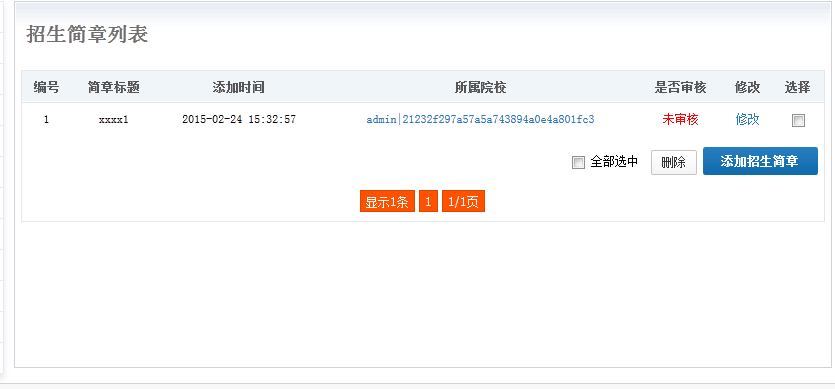 招生简章列表
编号 简章标题 添加时间 所属院校 是否审核 修改 选择
1 xxxx1 2015-02-24 15:32:57 admin|21232f297a57a5a743894a0e4a801fc3 未审核 修改
全部选中 删除 添加招生简章
显示1条 1 1/1页